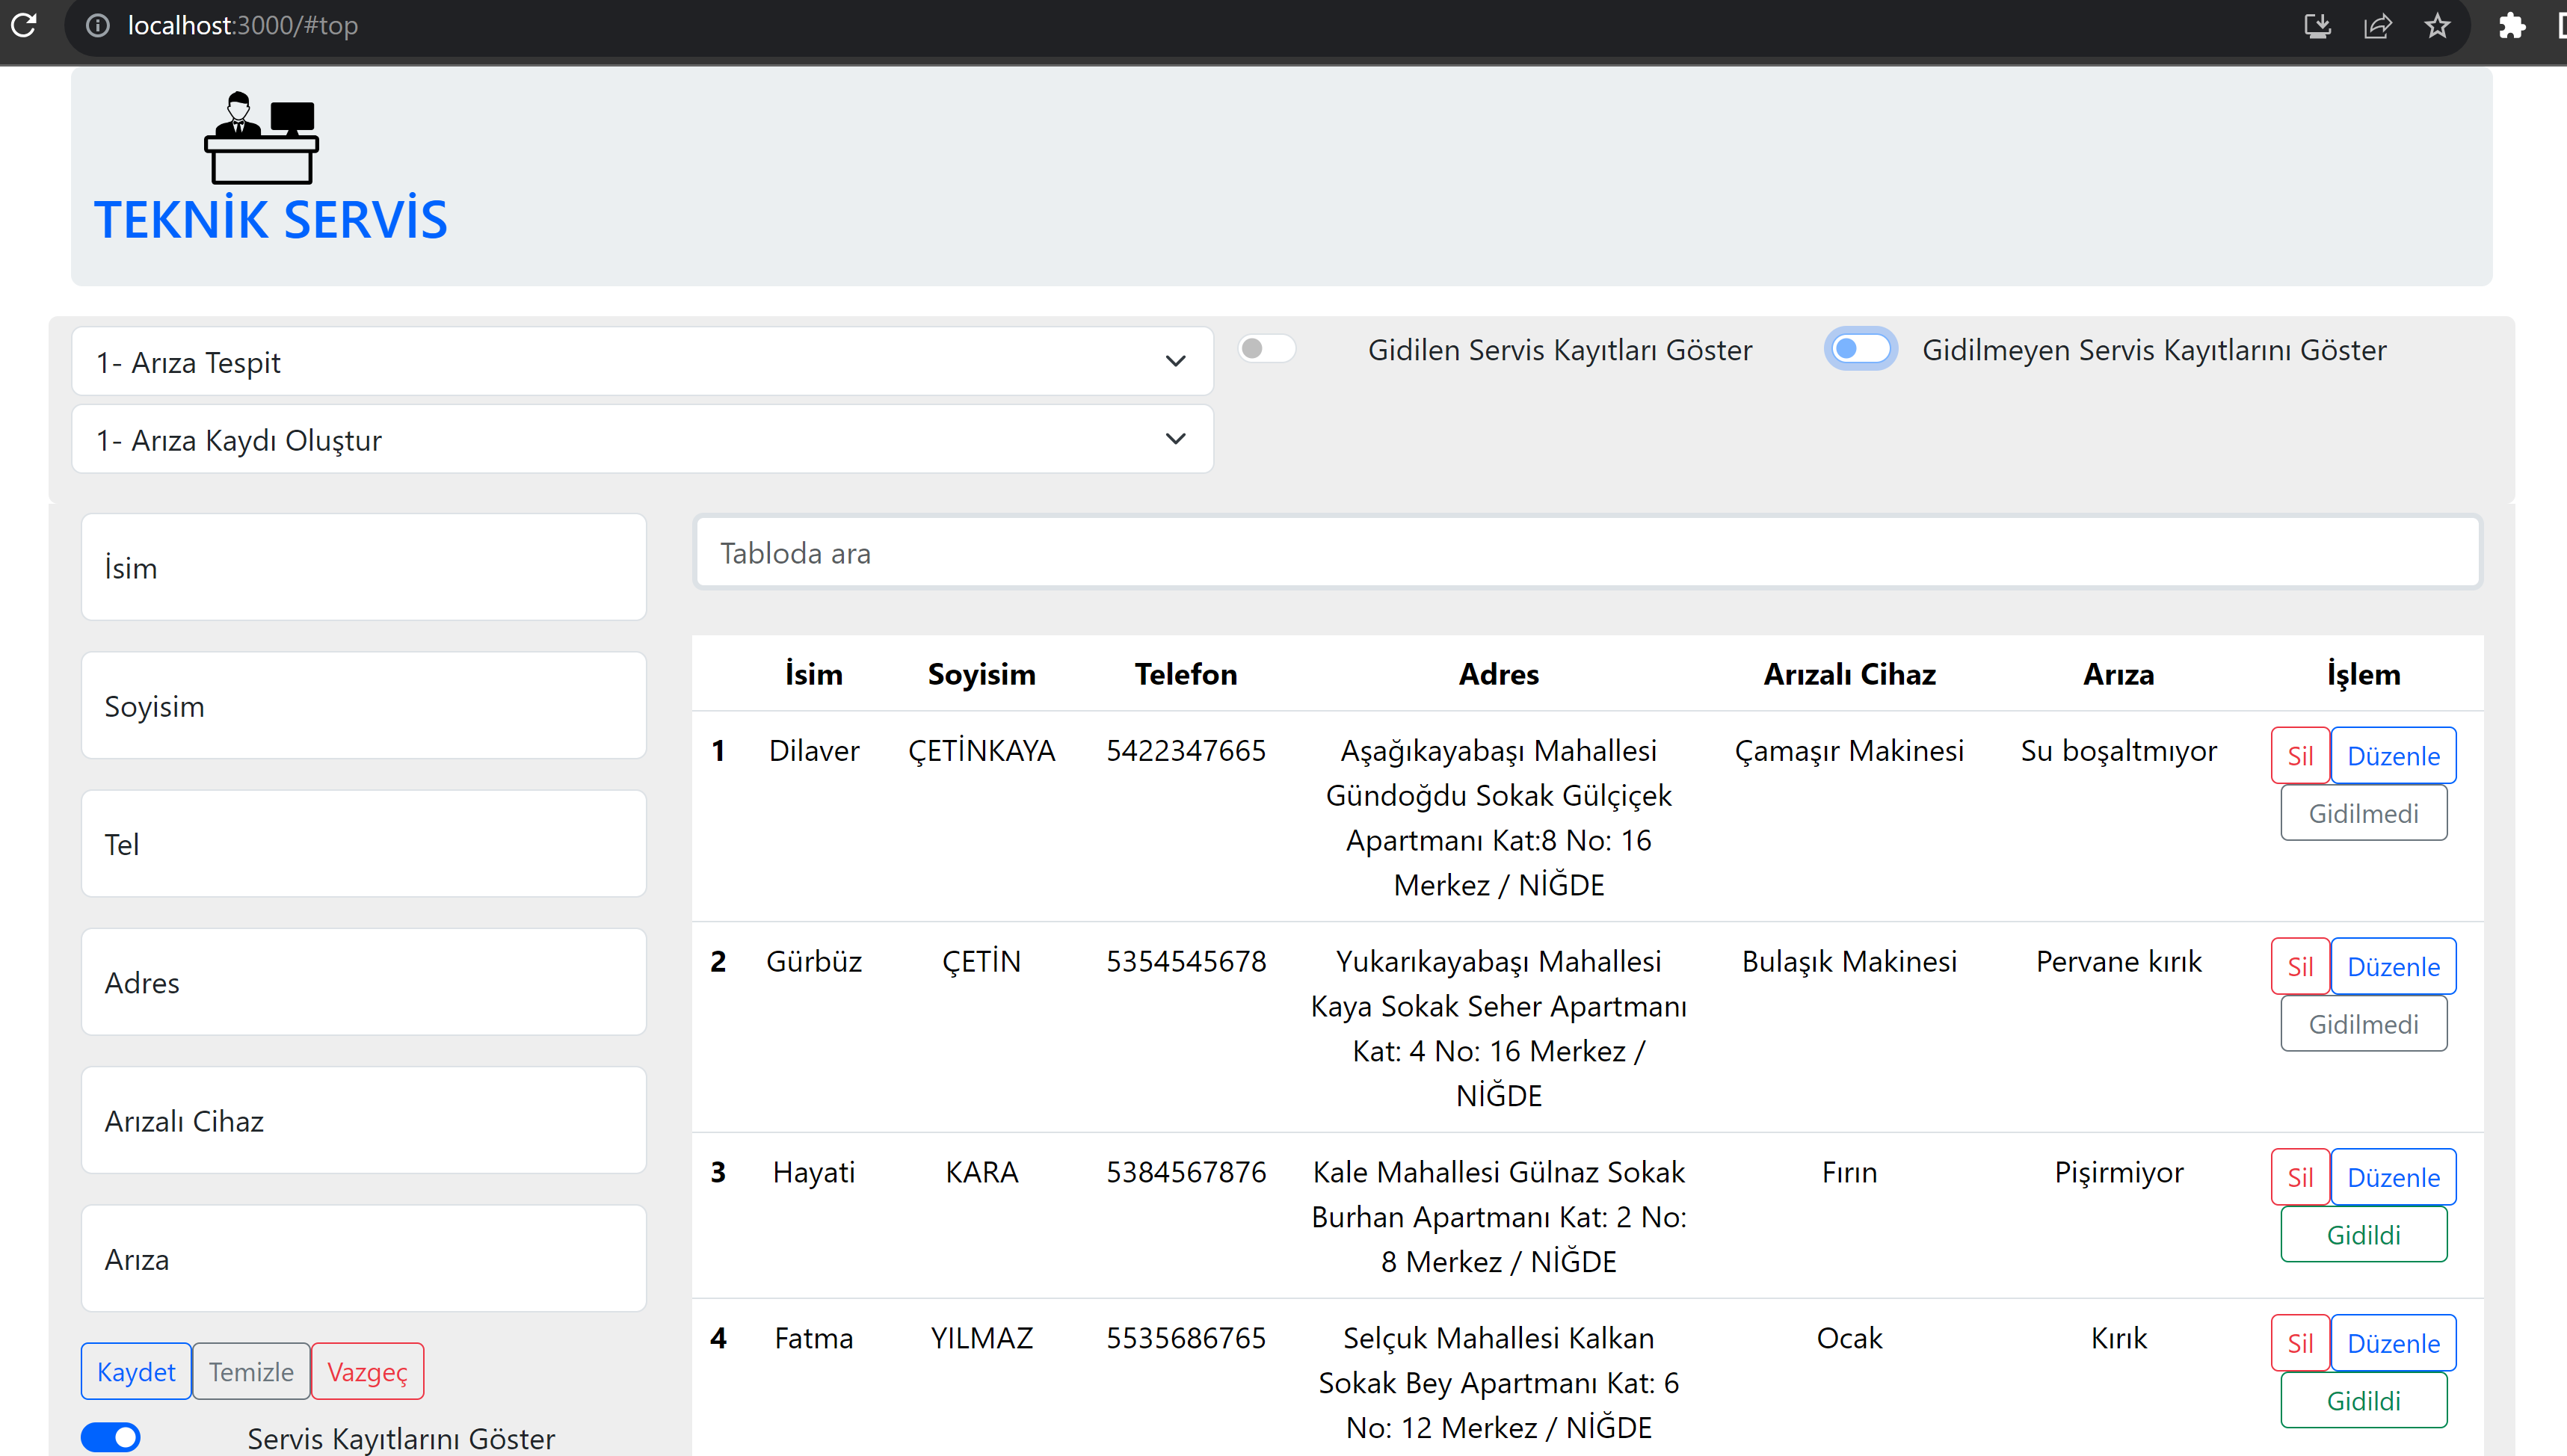 localhost:3000/#top
TEKNİK SERVİS
1- Arıza Tespit
Gidilen Servis Kayıtları Göster
Gidilmeyen Servis Kayıtlarını Göster
1- Arıza Kaydı Oluştur
İsim
Soyisim
Tel
Adres
Arızalı Cihaz
Arıza
Kaydet Temizle Vazgeç
Servis Kayıtlarını Göster
Tabloda ara
İsim Soyisim Telefon Adres Arızalı Cihaz Arıza İşlem
1 Dilaver ÇETİNKAYA 5422347665 Aşağıkayabaşı Mahallesi Çamaşır Makinesi Su boşaltmıyor Sil Düzenle
Gündoğdu Sokak Gülçiçek Gidilmedi
Apartmanı Kat:8 No: 16
Merkez / NİĞDE
2 Gürbüz ÇETİN 5354545678 Yukarıkayabaşı Mahallesi Bulaşık Makinesi Pervane kırık Sil Düzenle
Kaya Sokak Seher Apartmanı Gidilmedi
Kat: 4 No: 16 Merkez /
NİĞDE
3 Hayati KARA 5384567876 Kale Mahallesi Gülnaz Sokak Fırın Pişirmiyor Sil Düzenle
Burhan Apartmanı Kat: 2 No: Gidildi
8 Merkez / NİĞDE
4 Fatma YILMAZ 5535686765 Selçuk Mahallesi Kalkan Ocak Kırık Sil Düzenle
Sokak Bey Apartmanı Kat: 6 Gidildi
No: 12 Merkez / NİĞDE